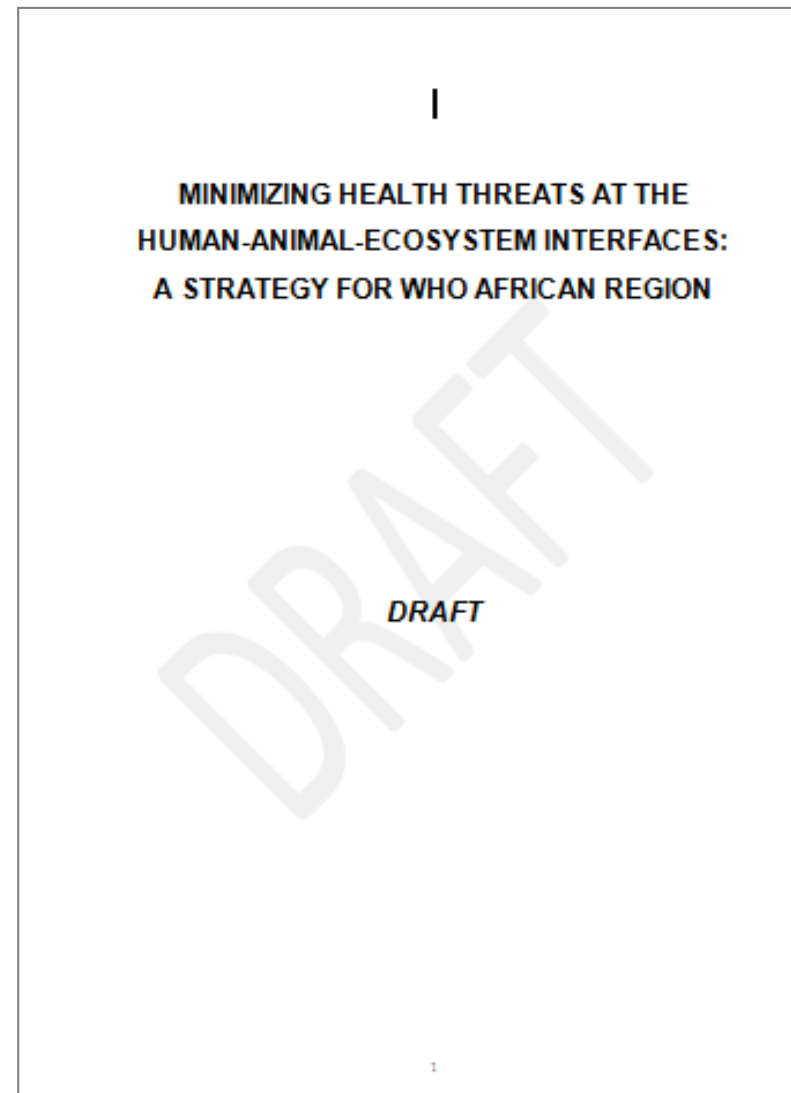 MINIMIZING HEALTH THREATS AT THE
HUMAN-ANIMAL-ECOSYSTEM INTERFACES:
A STRATEGY FOR WHO AFRICAN REGION
DRAFT
DRAFT
1